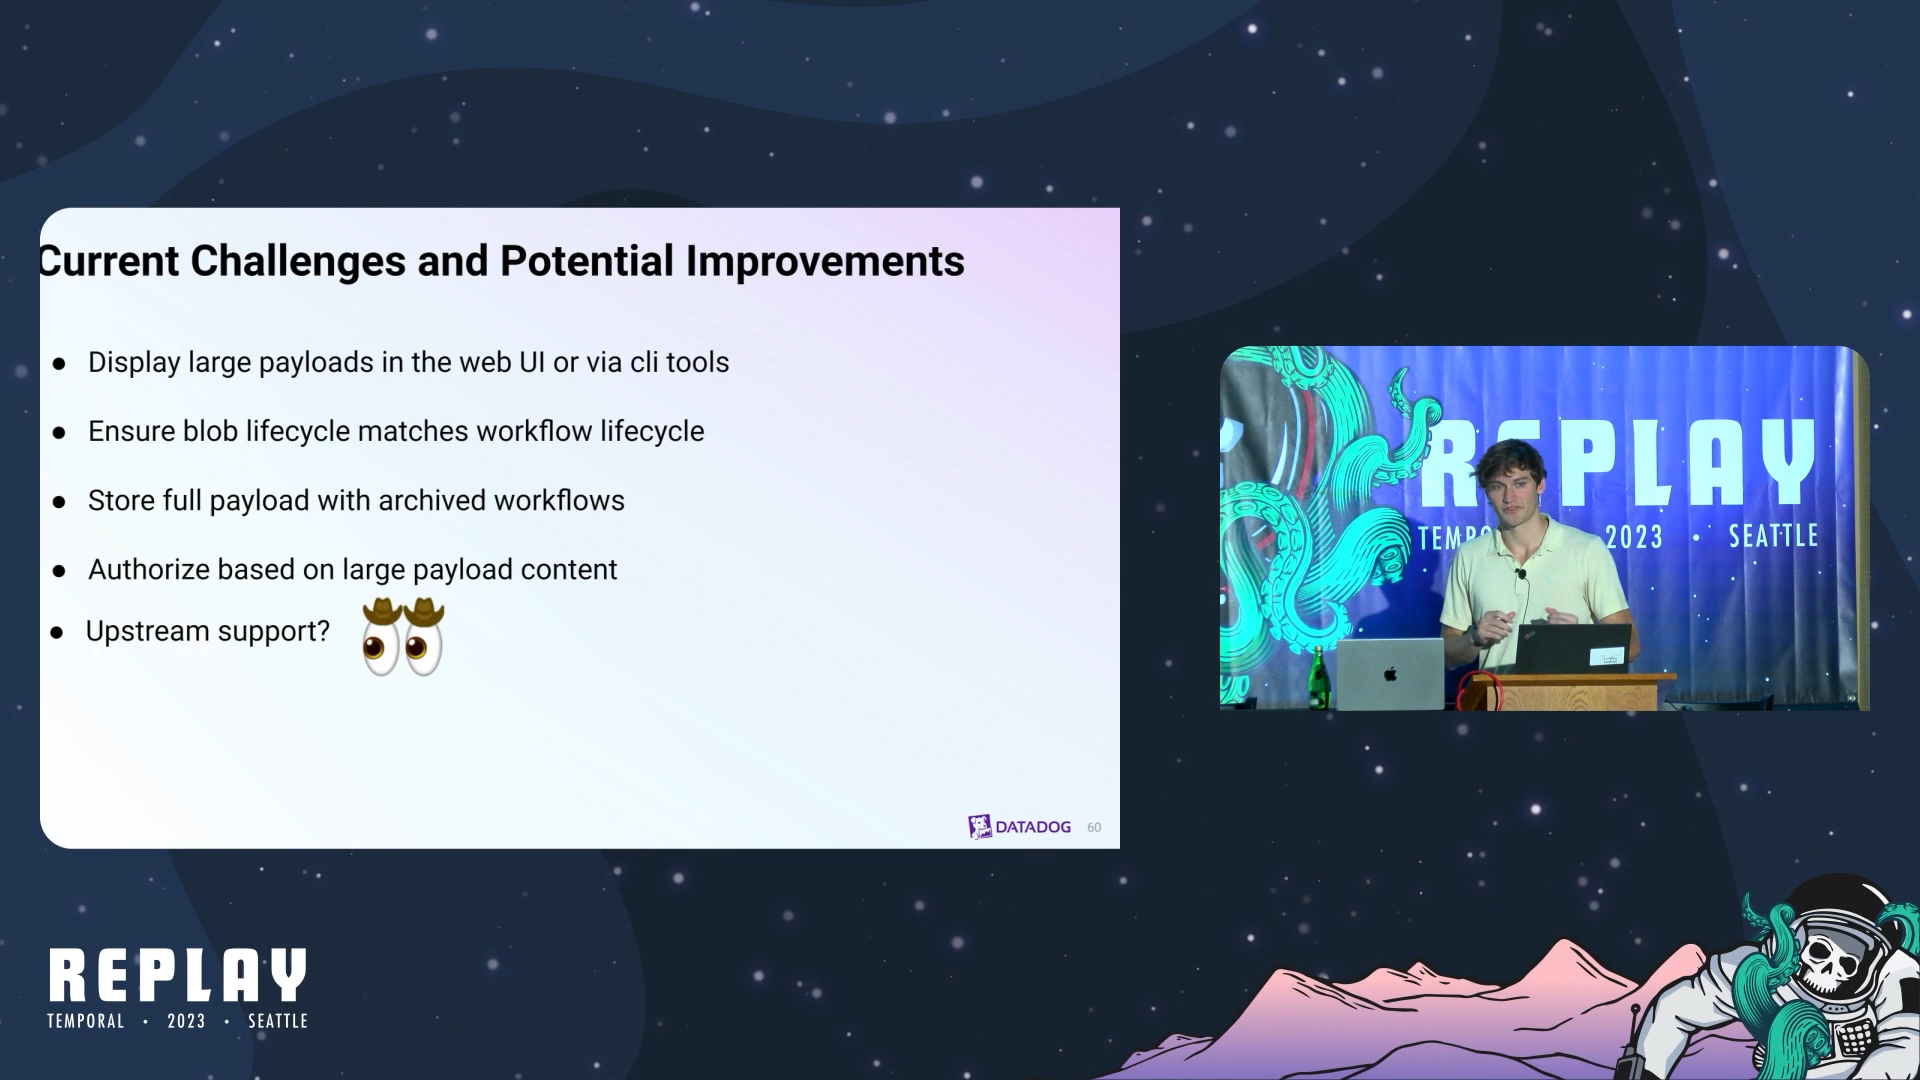 Current Challenges and Potential Improvements
● Display large payloads in the web UI or via cli tools
● Ensure blob lifecycle matches workflow lifecycle
● Store full payload with archived workflows
● Authorize based on large payload content
● Upstream support?
DATADOG 60
REPLAY
TEMPO 2023 • SEATTLE
REPLAY
TEMPORAL • 2023 • SEATTLE